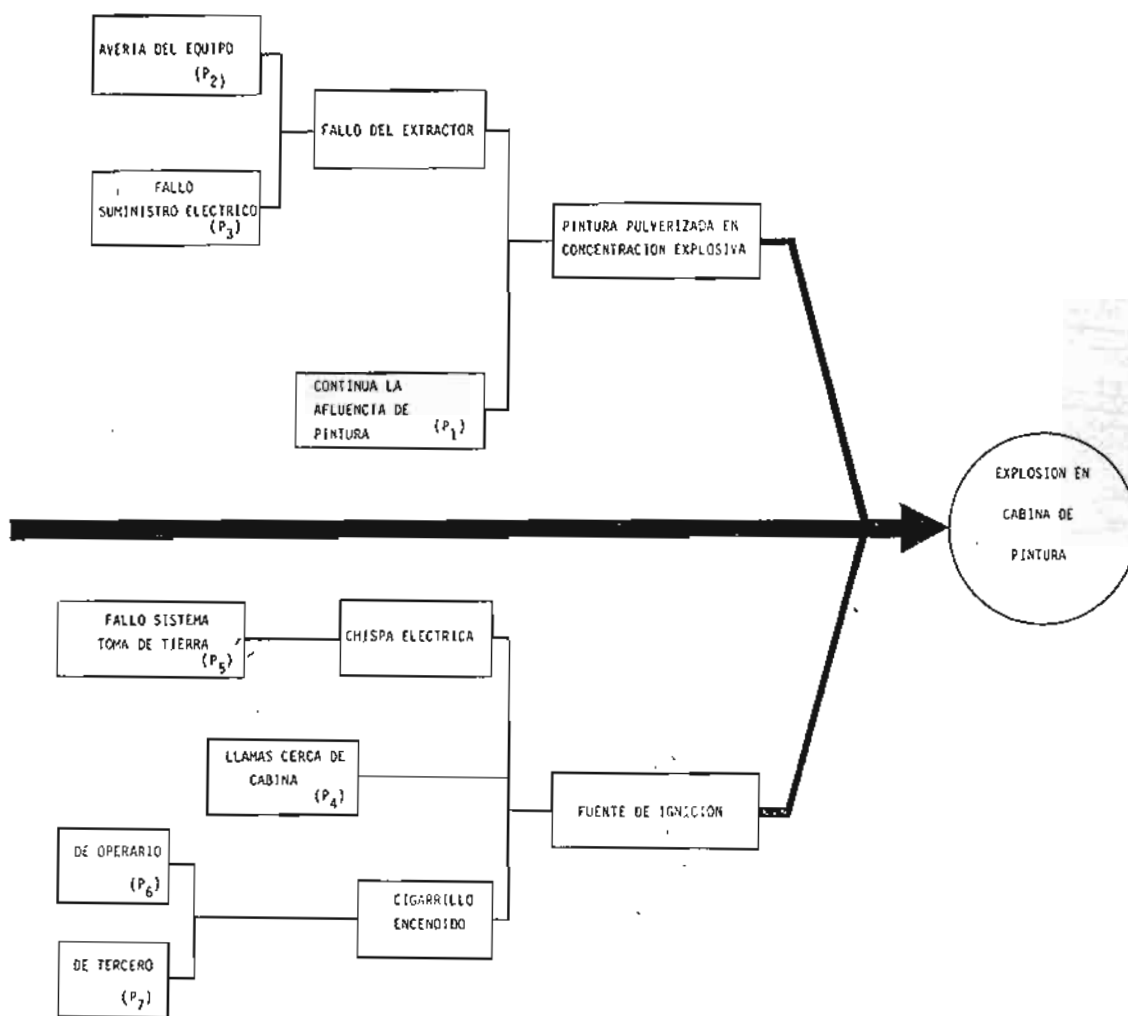 AVERIA DEL EQUIPO
(P2)
FALLO DEL EXTRACTOR
FALLO
SUMINISTRO ELECTRICO
(P3)
PINTURA PULVERIZADA EN
CONCENTRACION EXPLOSIVA
CONTINUA LA
AFLUENCIA DE
PINTURA (P1)
EXPLOSION EN
CABINA DE
PINTURA
FALLO SISTEMA
TOMA DE TIERRA
(P5)
CHISPA ELECTRICA
LLAMAS CERCA DE
CABINA
(P4)
FUENTE DE IGNICION
DE OPERARIO
(P6)
CIGARRILLO
ENCENDIDO
DE TERCERO
(P7)